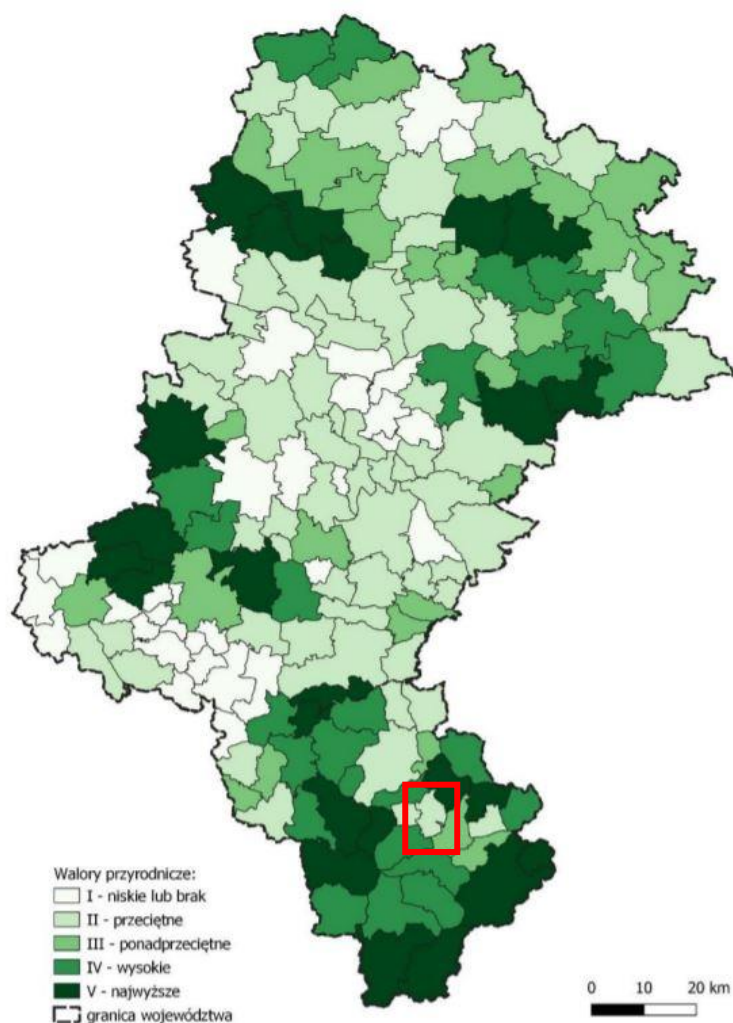 Walory przyrodnicze:
I - niskie lub brak
II - przeciętne
III - ponadprzeciętne
IV - wysokie
V - najwyższe
granica województwa
0 10 20 km